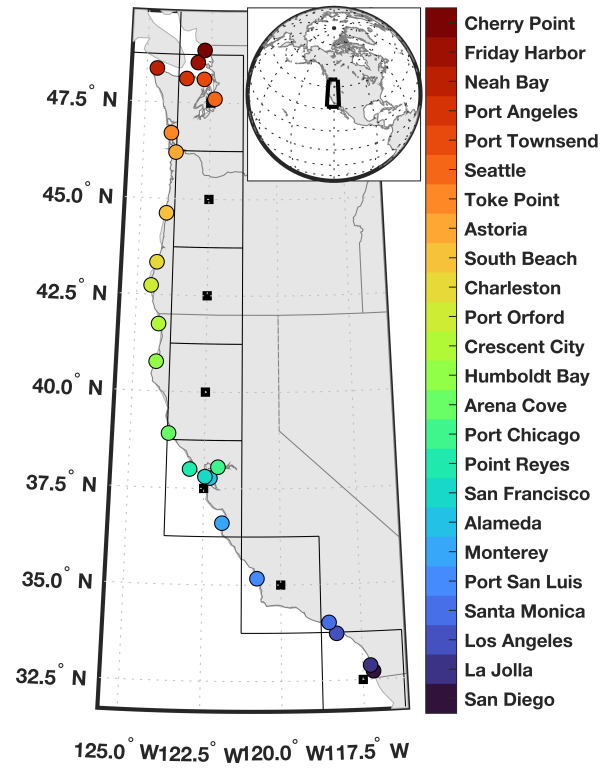 47.5° N
45.0° N
42.5° N
40.0° N
37.5° N
35.0° N
32.5° N
125.0° W122.5° W120.0° W117.5° W
Cherry Point
Friday Harbor
Neah Bay
Port Angeles
Port Townsend
Seattle
Toke Point
Astoria
South Beach
Charleston
Port Orford
Crescent City
Humboldt Bay
Arena Cove
Port Chicago
Point Reyes
San Francisco
Alameda
Monterey
Port San Luis
Santa Monica
Los Angeles
La Jolla
San Diego